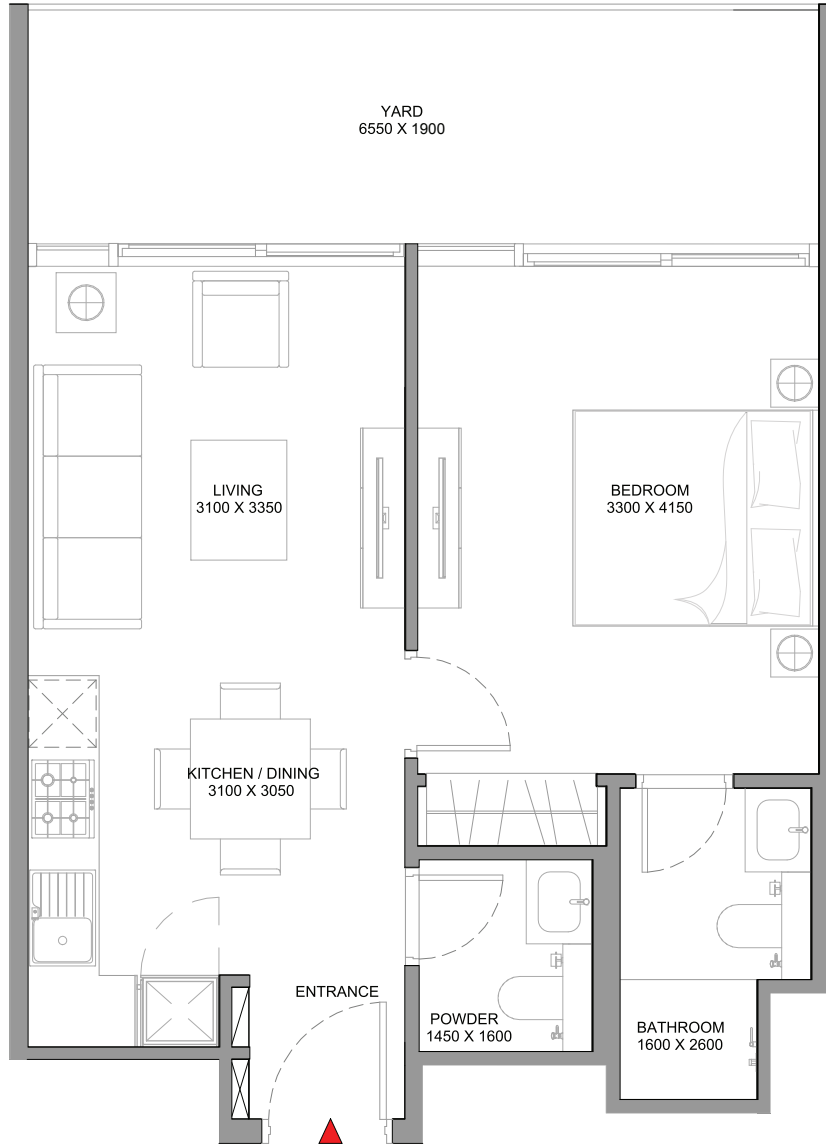 YARD
6550 X 1900
LIVING
3100 X 3350
BEDROOM
3300 X 4150
KITCHEN / DINING
3100 X 3050
ENTRANCE
POWDER
1450 X 1600
BATHROOM
1600 X 2600